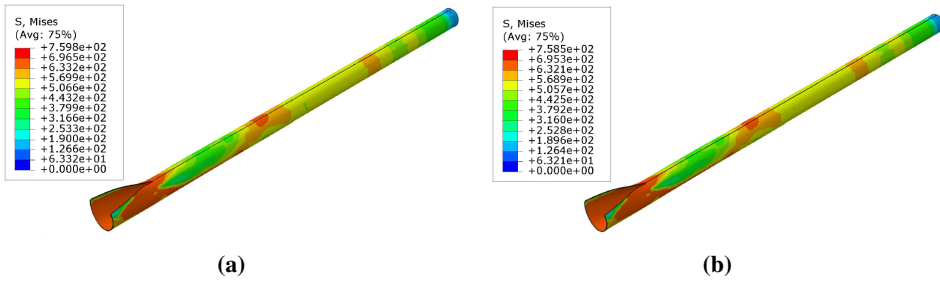 S, Mises
(Avg: 75%)
+7.598e+02
+6.965e+02
+6.332e+02
+5.699e+02
+5.066e+02
+4.432e+02
+3.799e+02
+3.166e+02
+2.533e+02
+1.900e+02
+1.266e+02
+6.332e+01
+0.000e+00
(a)
S, Mises
(Avg: 75%)
+7.585e+02
+6.953e+02
+6.321e+02
+5.689e+02
+5.057e+02
+4.425e+02
+3.792e+02
+3.160e+02
+2.528e+02
+1.896e+02
+1.264e+02
+6.321e+01
+0.000e+00
(b)